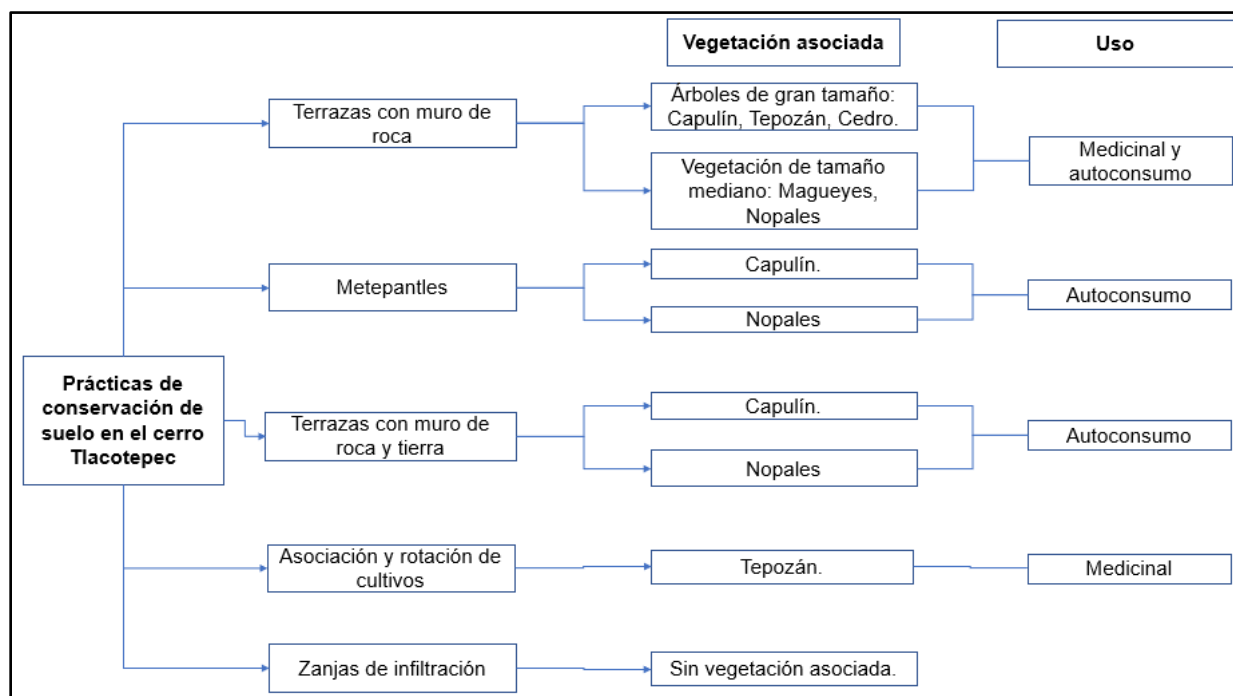 Vegetación asociada
Uso
Terrazas con muro de
roca
Árboles de gran tamaño:
Capulín, Tepozán, Cedro.
Vegetación de tamaño
mediano: Magueyes,
Nopales
Medicinal y
autoconsumo
Metepantles
Capulín.
Nopales
Autoconsumo
Prácticas de
conservación de
suelo en el cerro
Tlacotepec
Terrazas con muro de
roca y tierra
Capulín.
Nopales
Autoconsumo
Asociación y rotación de
cultivos
Tepozán.
Medicinal
Zanjas de infiltración
Sin vegetación asociada.